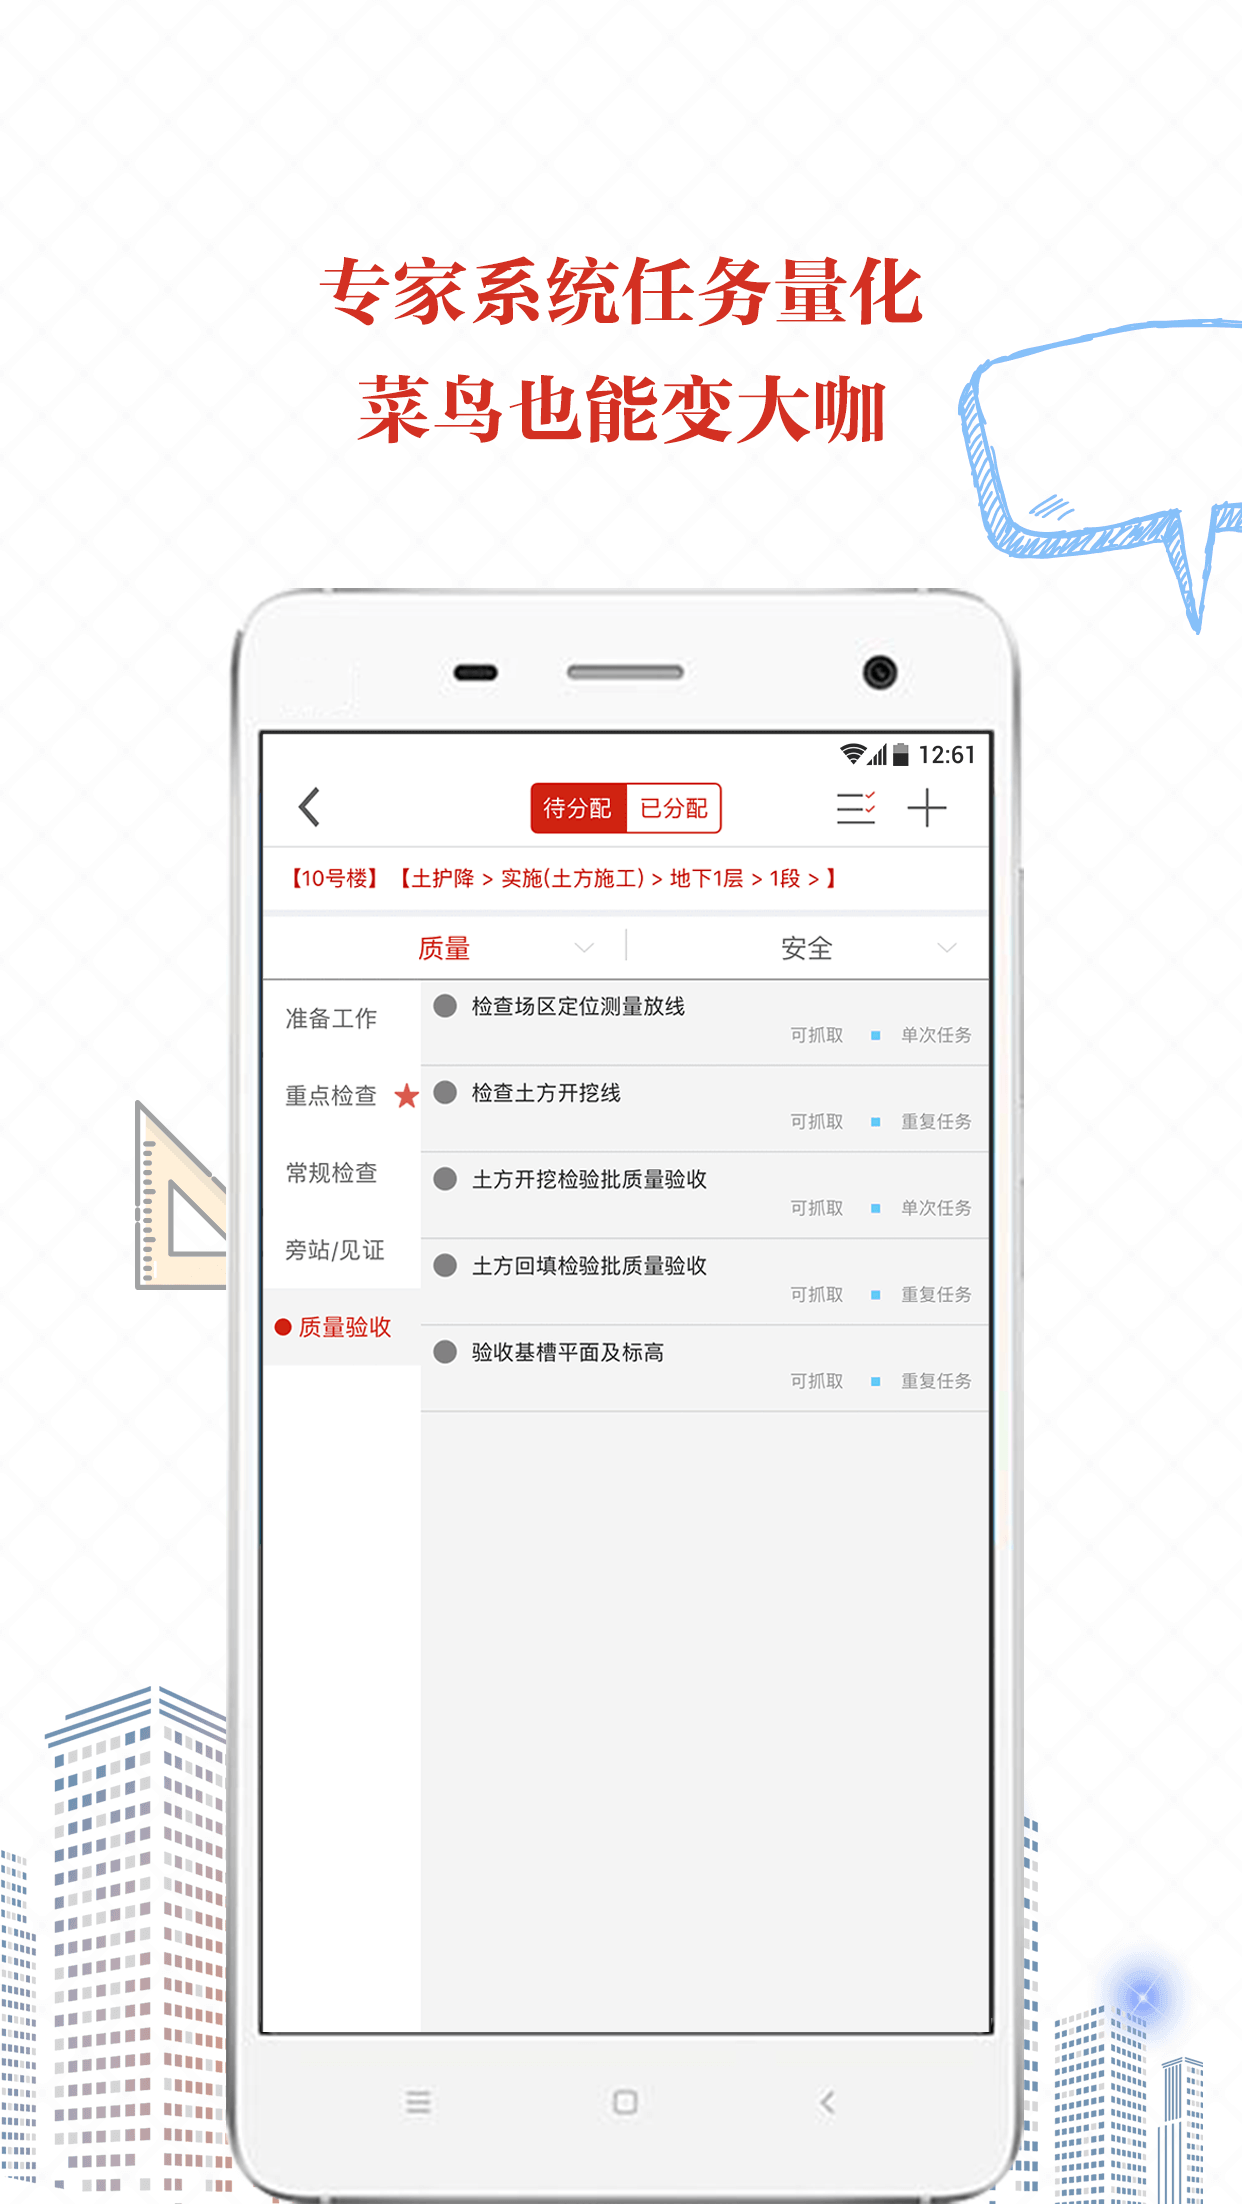 专家系统任务量化
菜鸟也能变大咖
12:61
待分配 已分配
【10号楼】【土护降 > 实施(土方施工) > 地下1层 > 1段 > 】
质量 安全
准备工作
重点检查
常规检查
旁站/见证
质量验收
检查场区定位测量放线
可抓取 单次任务
检查土方开挖线
可抓取 重复任务
土方开挖检验批质量验收
可抓取 单次任务
土方回填检验批质量验收
可抓取 重复任务
验收基槽平面及标高
可抓取 重复任务